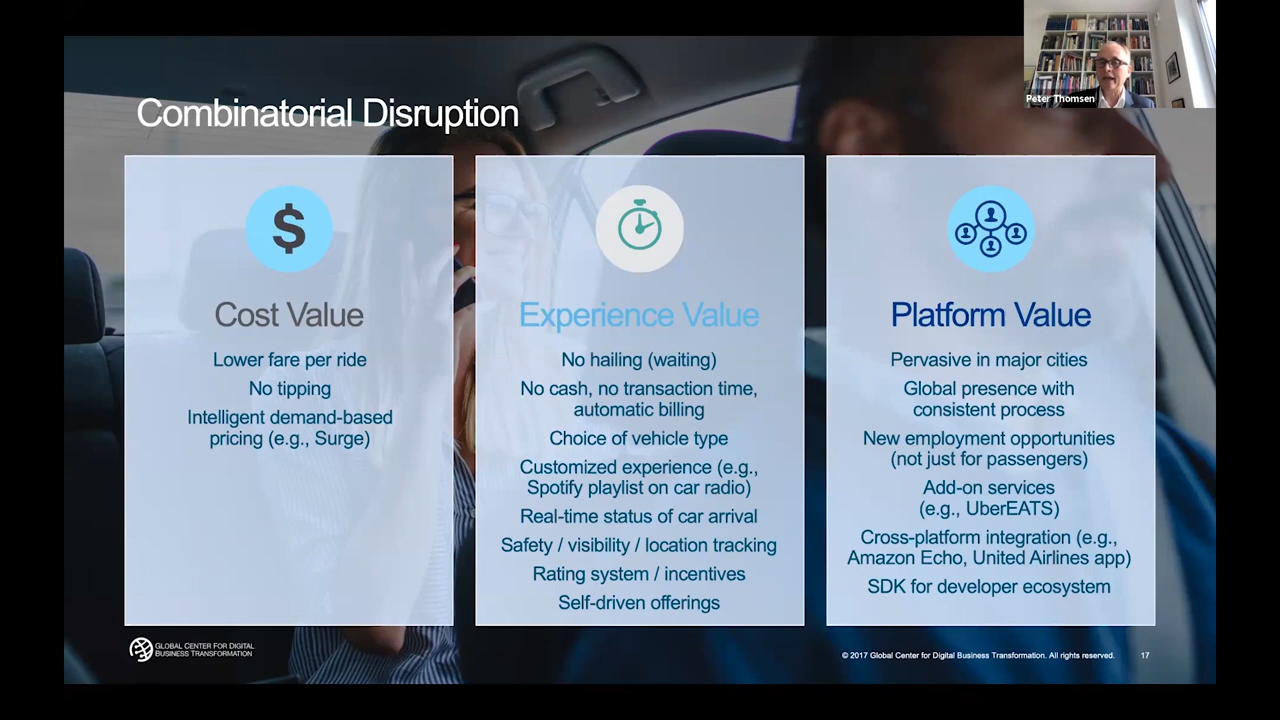 Peter Thomsen
Combinatorial Disruption
$
Cost Value
Lower fare per ride
No tipping
Intelligent demand-based
pricing (e.g., Surge)
Experience Value
No hailing (waiting)
No cash, no transaction time,
automatic billing
Choice of vehicle type
Customized experience (e.g.,
Spotify playlist on car radio)
Real-time status of car arrival
Safety / visibility / location tracking
Rating system / incentives
Self-driven offerings
Platform Value
Pervasive in major cities
Global presence with
consistent process
New employment opportunities
(not just for passengers)
Add-on services
(e.g., UberEATS)
Cross-platform integration (e.g.,
Amazon Echo, United Airlines app)
SDK for developer ecosystem
GLOBAL CENTER FOR DIGITAL
BUSINESS TRANSFORMATION
© 2017 Global Center for Digital Business Transformation. All rights reserved.
17